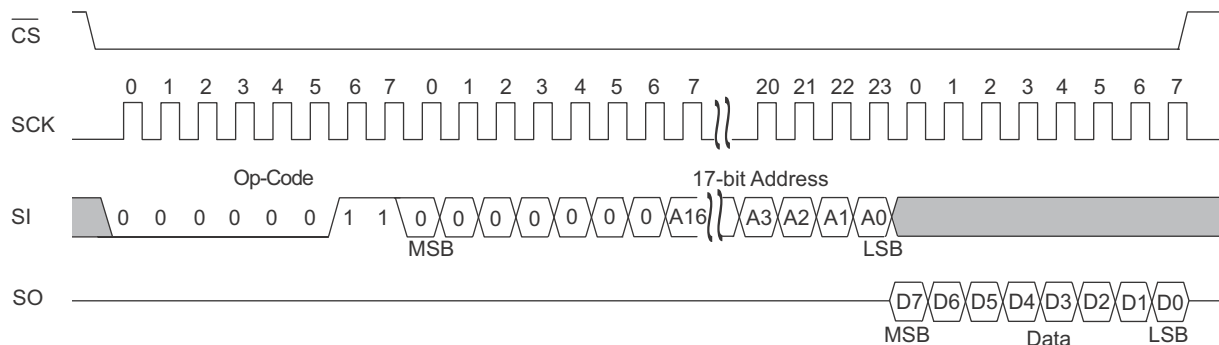 CS
0 1 2 3 4 5 6 7 0 1 2 3 4 5 6 7 20 21 22 23 0 1 2 3 4 5 6 7
SCK
Op-Code 17-bit Address
SI 0 0 0 0 0 0 1 1 0 0 0 0 0 0 0 A16 A3 A2 A1 A0
MSB LSB
SO D7 D6 D5 D4 D3 D2 D1 D0
MSB Data LSB